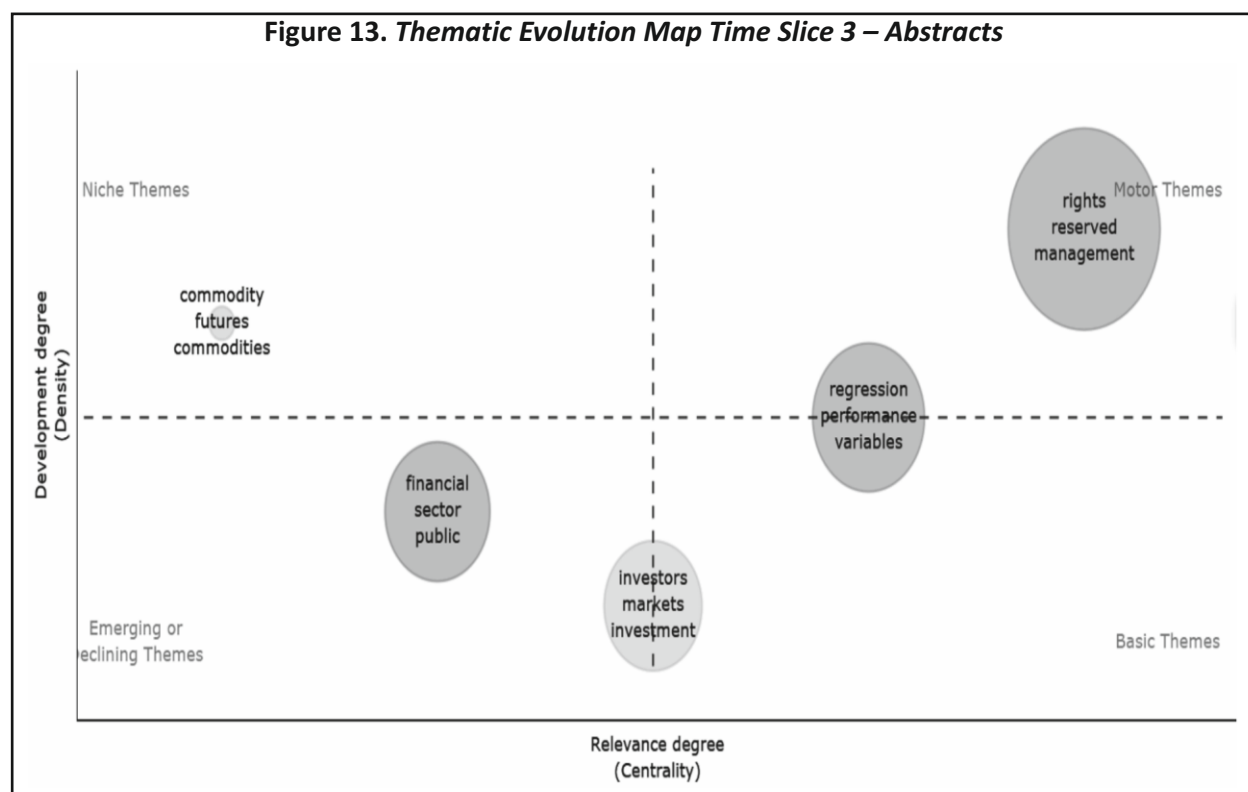 Figure 13. Thematic Evolution Map Time Slice 3 – Abstracts
Niche Themes
Motor Themes
rights
reserved
management
commodity
futures
commodities
regression
performance
variables
financial
sector
public
investors
markets
investment
Emerging or
Declining Themes
Basic Themes
Development degree
(Density)
Relevance degree
(Centrality)